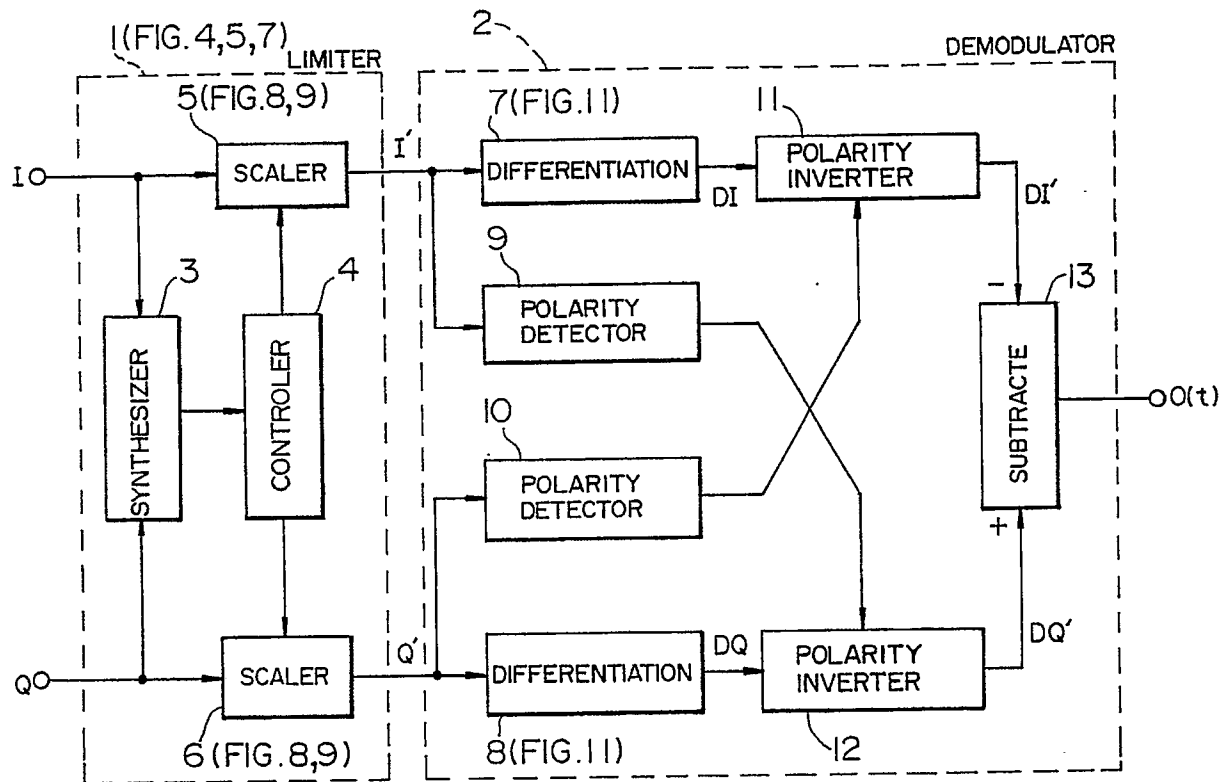 1(FIG. 4,5,7)
LIMITER
2
DEMODULATOR
5(FIG.8,9)
7(FIG.11)
11
I
SCALER
I'
DIFFERENTIATION
DI
POLARITY
INVERTER
DI'
3
4
9
POLARITY
DETECTOR
-
13
SYNTHESIZER
CONTROLER
SUBTRACTE
O(t)
10
POLARITY
DETECTOR
+
Q
SCALER
Q'
DIFFERENTIATION
DQ
POLARITY
INVERTER
DQ'
6(FIG.8,9)
8(FIG.11)
12